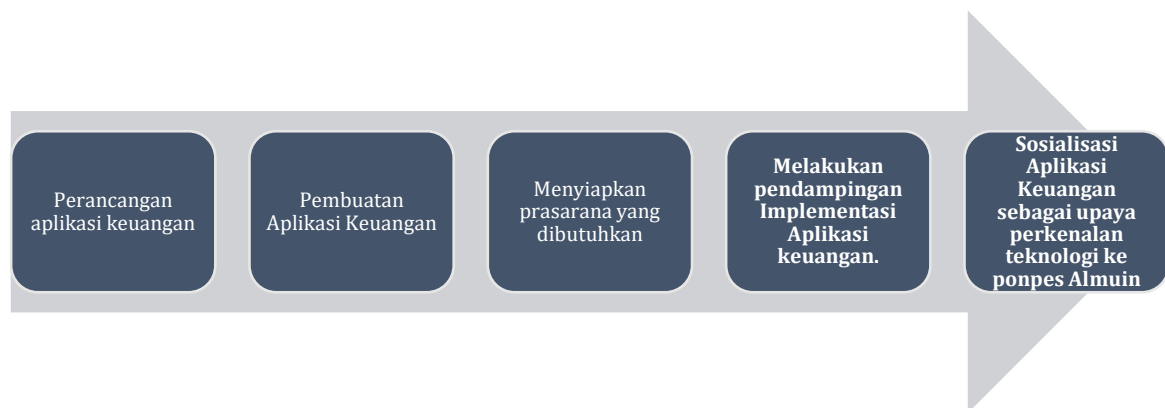 Perancangan
aplikasi keuangan
Pembuatan
Aplikasi Keuangan
Menyiapkan
prasarana yang
dibutuhkan
Melakukan
pendampingan
Implementasi
Aplikasi
keuangan.
Sosialisasi
Aplikasi
Keuangan
sebagai upaya
perkenalan
teknologi ke
ponpes Almuin